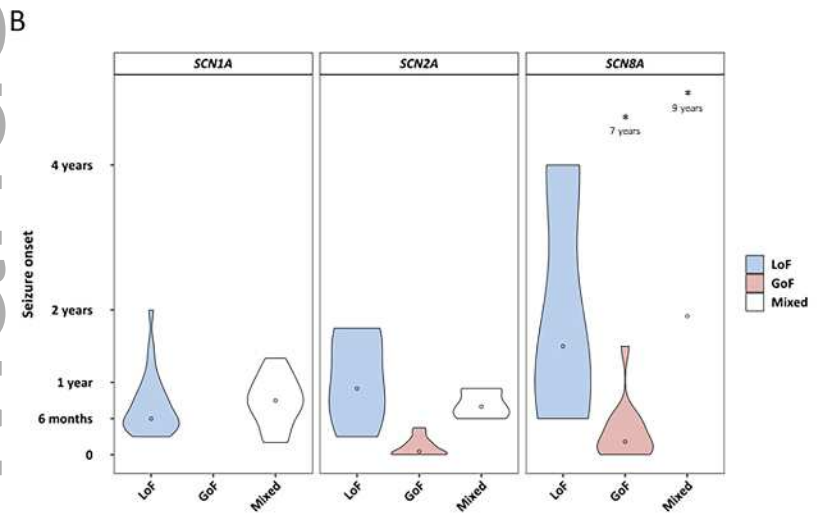 B
SCN1A
SCN2A
SCN8A
*
9 years
*
7 years
4 years
2 years
1 year
6 months
0
Seizure onset
LoF
GoF
Mixed
LoF
GoF
Mixed
LoF
GoF
Mixed
LoF
GoF
Mixed